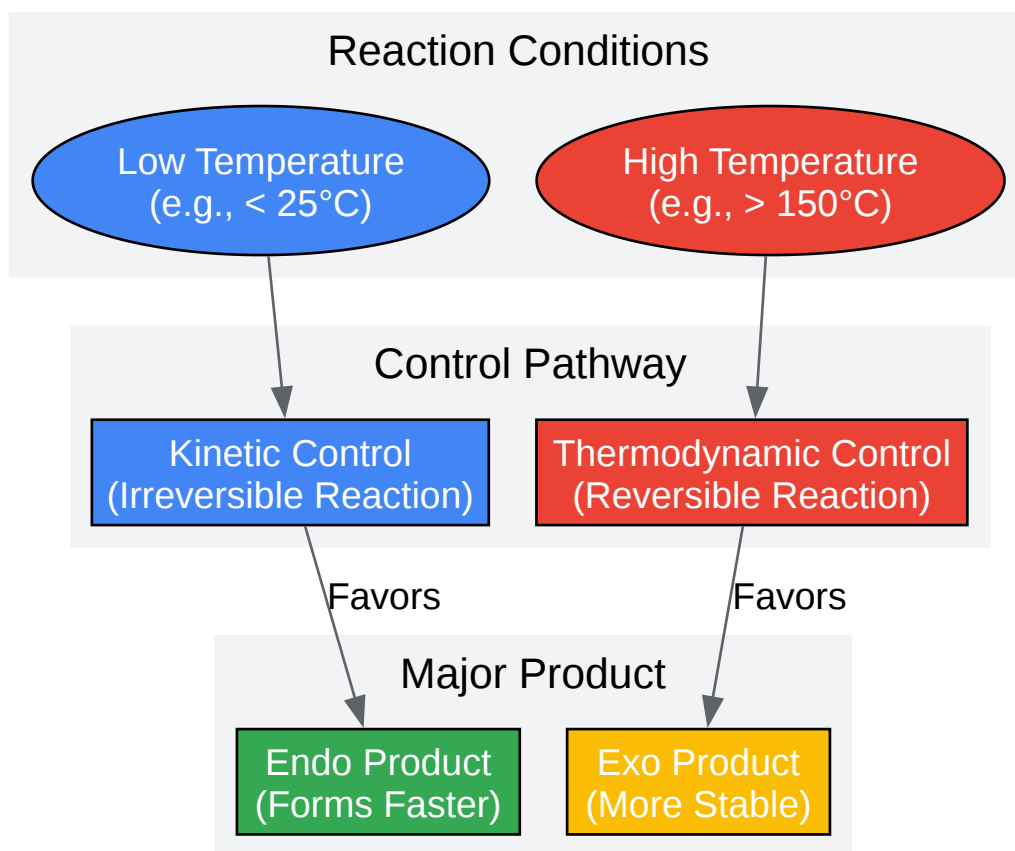 Reaction Conditions
Low Temperature
(e.g., < 25°C)
High Temperature
(e.g., > 150°C)
Control Pathway
Kinetic Control
(Irreversible Reaction)
Thermodynamic Control
(Reversible Reaction)
Favors
Favors
Major Product
Endo Product
(Forms Faster)
Exo Product
(More Stable)